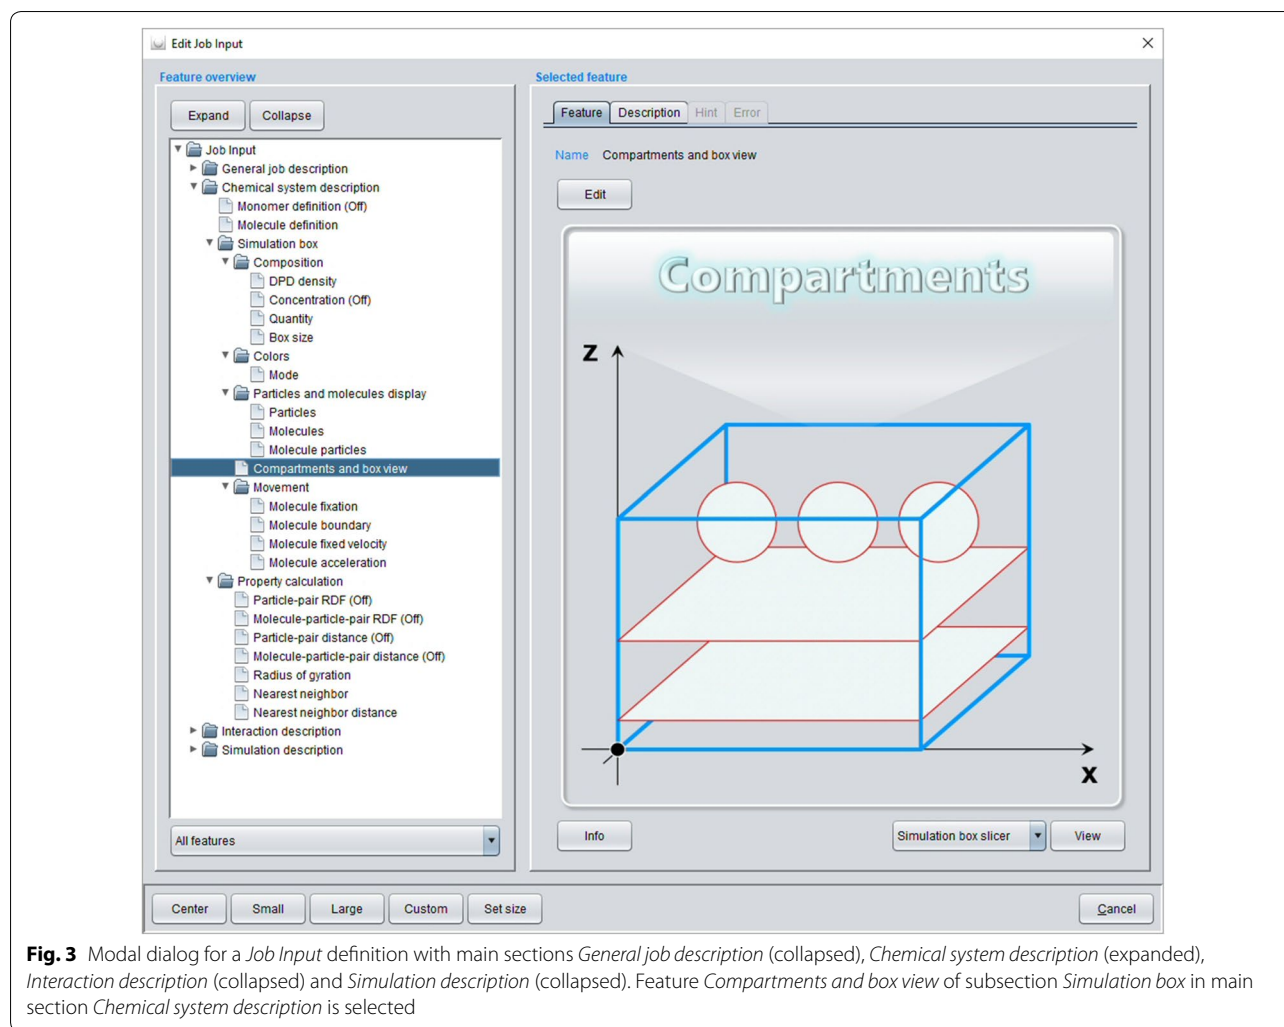 Edit Job Input
Feature overview
Expand Collapse
Job Input
General job description
Chemical system description
Monomer definition (Off)
Molecule definition
Simulation box
Composition
DPD density
Concentration (Off)
Quantity
Box size
Colors
Mode
Particles and molecules display
Particles
Molecules
Molecule particles
Compartments and box view
Movement
Molecule fixation
Molecule boundary
Molecule fixed velocity
Molecule acceleration
Property calculation
Particle-pair RDF (Off)
Molecule-particle-pair RDF (Off)
Particle-pair distance (Off)
Molecule-particle-pair distance (Off)
Radius of gyration
Nearest neighbor
Nearest neighbor distance
Interaction description
Simulation description
All features
Selected feature
Feature Description Hint Error
Name Compartments and box view
Edit
Compartments
Z
X
Info Simulation box slicer View
Center Small Large Custom Set size Cancel
Fig. 3 Modal dialog for a Job Input definition with main sections General job description (collapsed), Chemical system description (expanded),
Interaction description (collapsed) and Simulation description (collapsed). Feature Compartments and box view of subsection Simulation box in main
section Chemical system description is selected